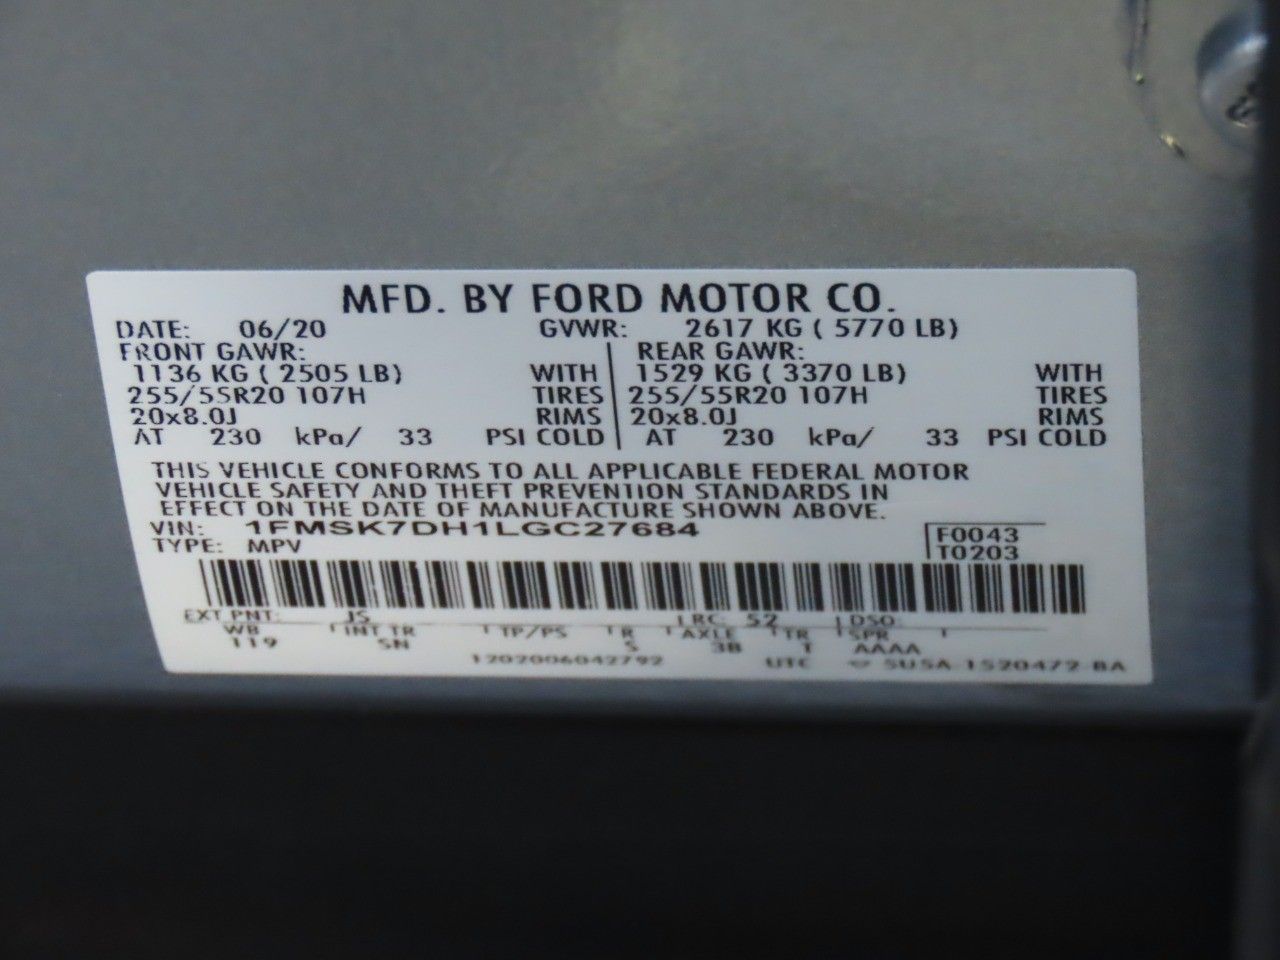 MFD. BY FORD MOTOR CO.
DATE: 06/20 GVWR: 2617 KG ( 5770 LB)
FRONT GAWR: REAR GAWR:
1136 KG ( 2505 LB) WITH 1529 KG ( 3370 LB) WITH
255/55R20 107H TIRES 255/55R20 107H TIRES
20x8.0J RIMS 20x8.0J RIMS
AT 230 kPa/ 33 PSI COLD AT 230 kPa/ 33 PSI COLD
THIS VEHICLE CONFORMS TO ALL APPLICABLE FEDERAL MOTOR
VEHICLE SAFETY AND THEFT PREVENTION STANDARDS IN
EFFECT ON THE DATE OF MANUFACTURE SHOWN ABOVE.
VIN: 1FMSK7DH1LGC27684
F0043
TYPE: MPV
T0203
EXT PNT: JS RC: 52 DSO:
WB INT TR TP/PS R AXLE TR SPR
119 SN S 3B T AAAA
1202006042792 UTC 5U5A-1520472-BA